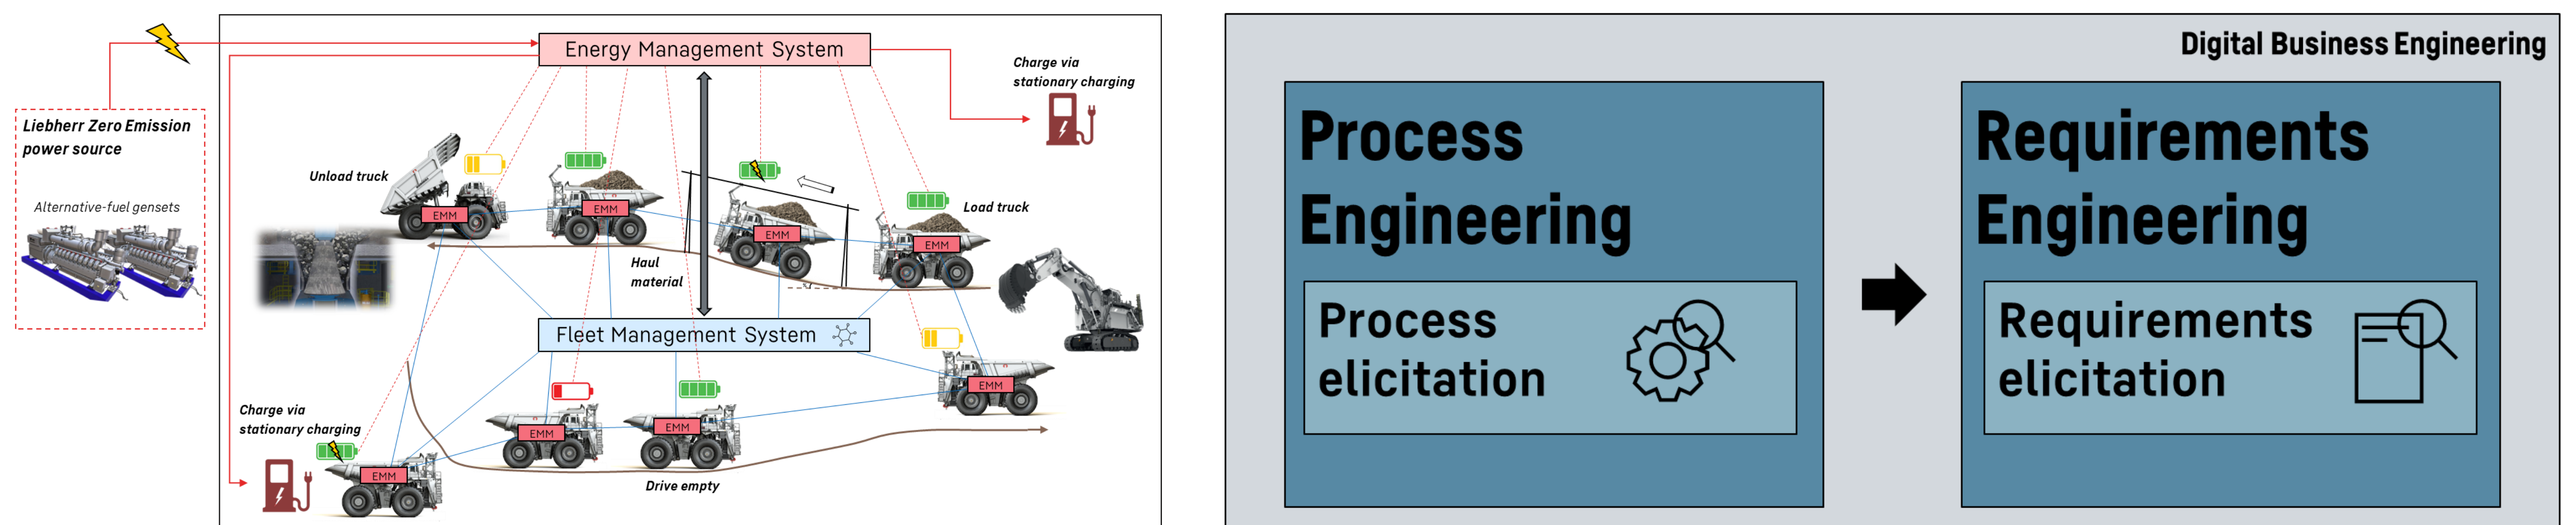 Energy Management System
Charge via
stationary charging
Liebherr Zero Emission
power source
Alternative-fuel gensets
Unload truck
EMM
EMM
EMM
EMM
Load truck
Haul
material
Fleet Management System
EMM
EMM
EMM
EMM
Charge via
stationary charging
Drive empty
Digital Business Engineering
Process
Engineering
Process
elicitation
Requirements
Engineering
Requirements
elicitation